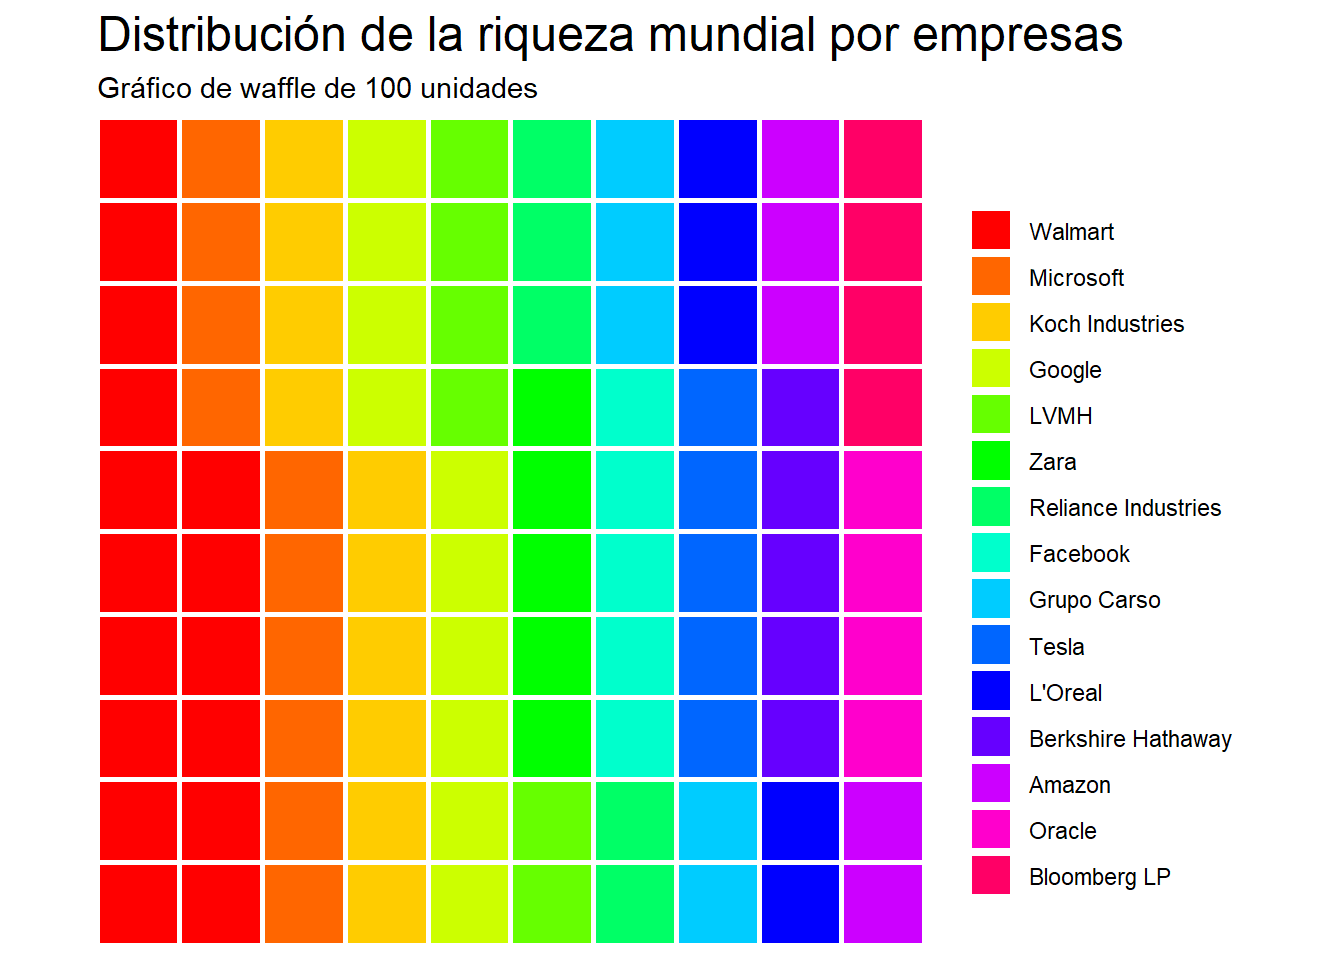 Distribución de la riqueza mundial por empresas
Gráfico de waffle de 100 unidades
Walmart
Microsoft
Koch Industries
Google
LVMH
Zara
Reliance Industries
Facebook
Grupo Carso
Tesla
L'Oreal
Berkshire Hathaway
Amazon
Oracle
Bloomberg LP